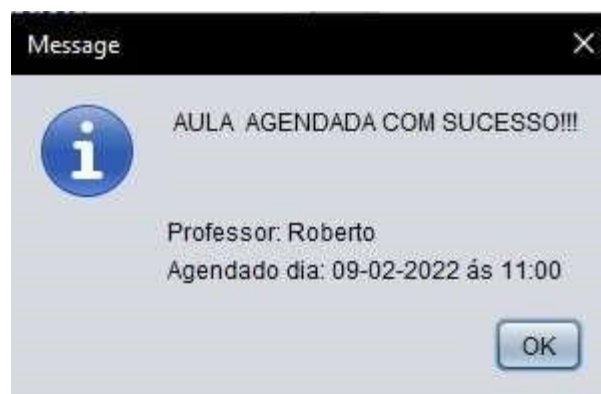 Message
AULA AGENDADA COM SUCESSO!!!
Professor: Roberto
Agendado dia: 09-02-2022 ás 11:00
OK